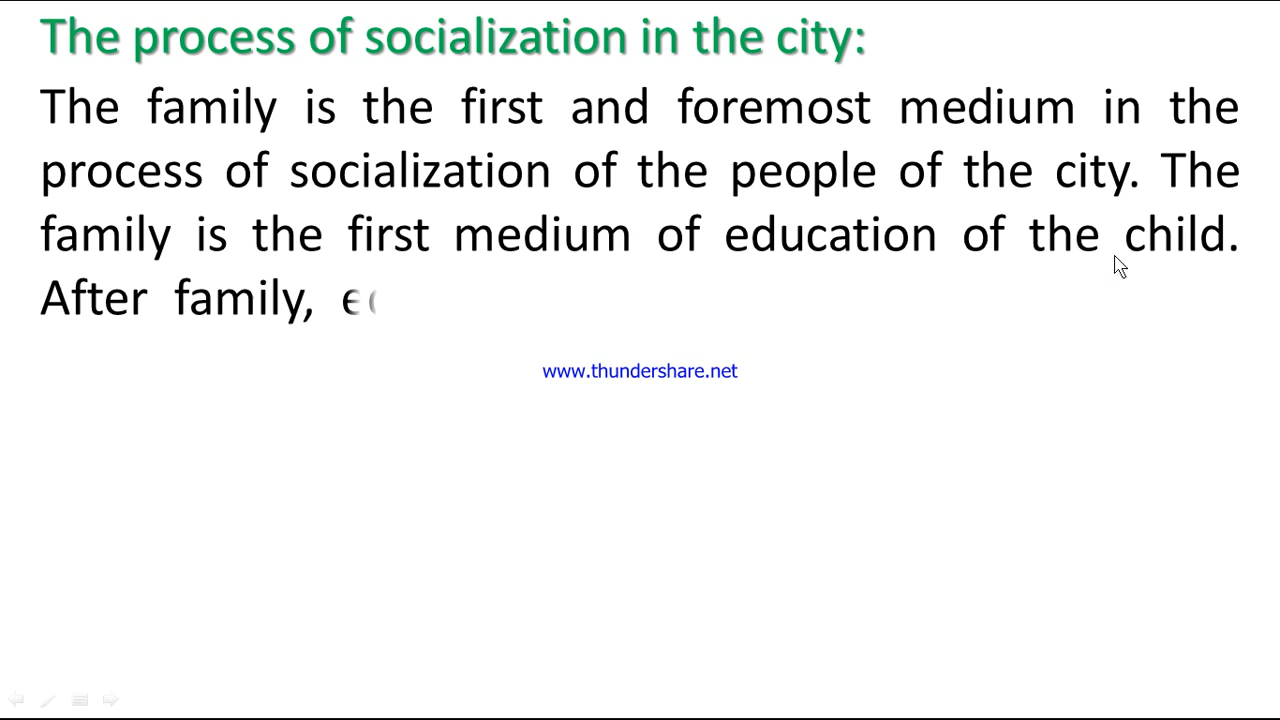 The process of socialization in the city:
The family is the first and foremost medium in the
process of socialization of the people of the city. The
family is the first medium of education of the child.
After family,
www.thundershare.net